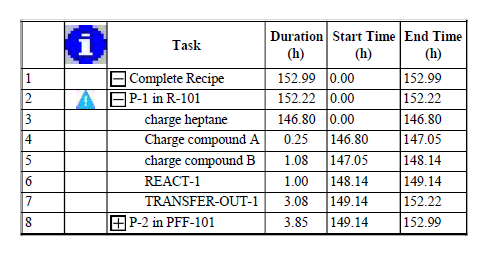 i Task Duration (h) Start Time (h) End Time (h)
1 Complete Recipe 152.99 0.00 152.99
2 P-1 in R-101 152.22 0.00 152.22
3 charge heptane 146.80 0.00 146.80
4 Charge compound A 0.25 146.80 147.05
5 charge compound B 1.08 147.05 148.14
6 REACT-1 1.00 148.14 149.14
7 TRANSFER-OUT-1 3.08 149.14 152.22
8 P-2 in PFF-101 3.85 149.14 152.99